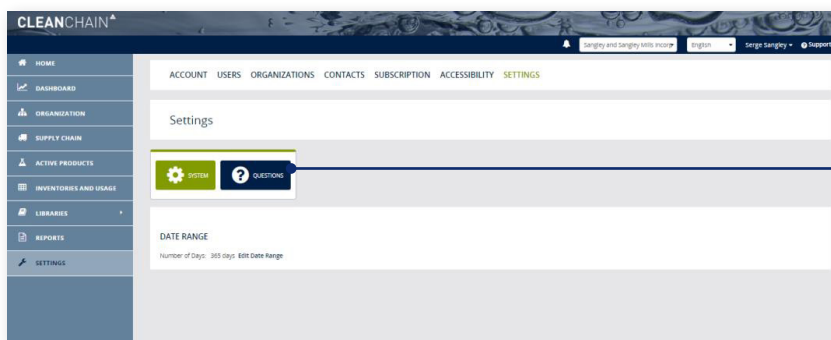 CLEANCHAIN
Sangley and Sangley Mills Incorp English Serge Sangley Support
HOME
DASHBOARD
ORGANIZATION
SUPPLY CHAIN
ACTIVE PRODUCTS
INVENTORIES AND USAGE
LIBRARIES
REPORTS
SETTINGS
ACCOUNT USERS ORGANIZATIONS CONTACTS SUBSCRIPTION ACCESSIBILITY SETTINGS
Settings
SYSTEM QUESTIONS
DATE RANGE
Number of Days: 365 days Edit Date Range